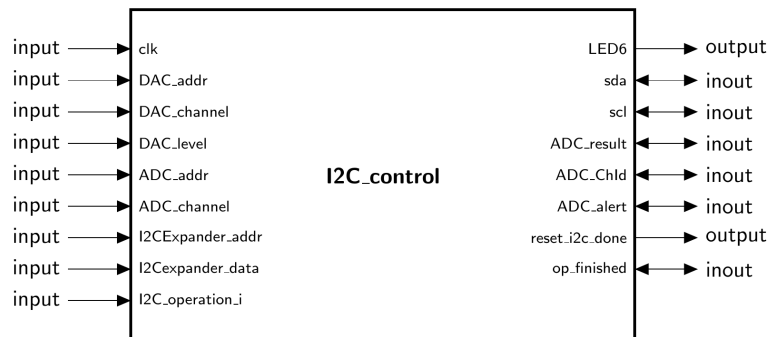 input clk LED6 output
input DAC_addr sda inout
input DAC_channel scl inout
input DAC_level ADC_result inout
input ADC_addr I2C_control ADC_ChId inout
input ADC_channel ADC_alert inout
input I2CExpander_addr reset_i2c_done output
input I2Cexpander_data op_finished inout
input I2C_operation_i